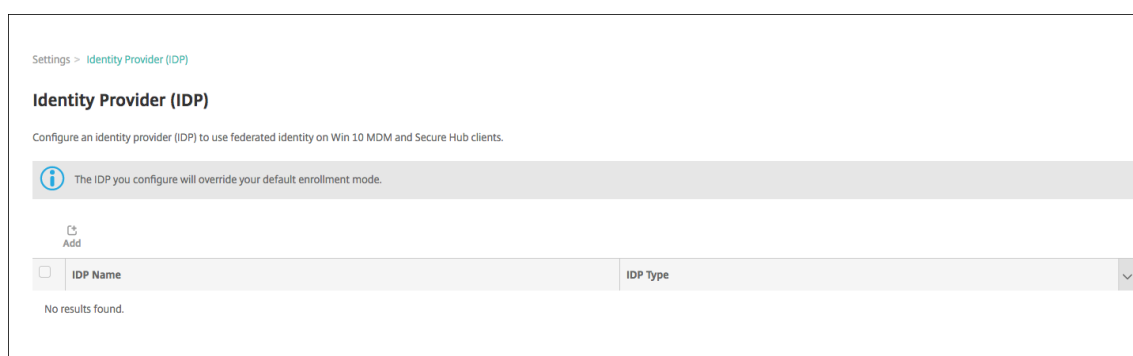 Settings > Identity Provider (IDP)
Identity Provider (IDP)
Configure an identity provider (IDP) to use federated identity on Win 10 MDM and Secure Hub clients.
The IDP you configure will override your default enrollment mode.
Add
IDP Name IDP Type
No results found.